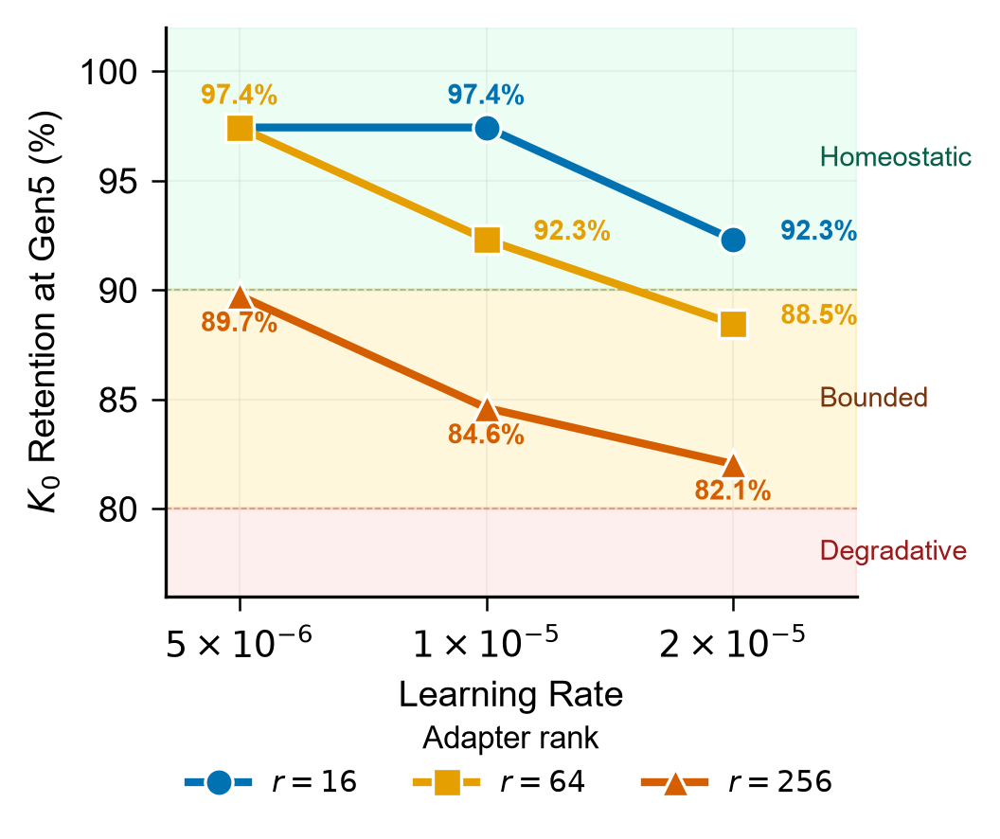 100
97.4%
97.4%
Homeostatic
95
92.3%
92.3%
90
89.7%
88.5%
85
Bounded
84.6%
82.1%
80
Degradative
K₀ Retention at Gen5 (%)
5 × 10⁻⁶
1 × 10⁻⁵
2 × 10⁻⁵
Learning Rate
Adapter rank
r = 16
r = 64
r = 256